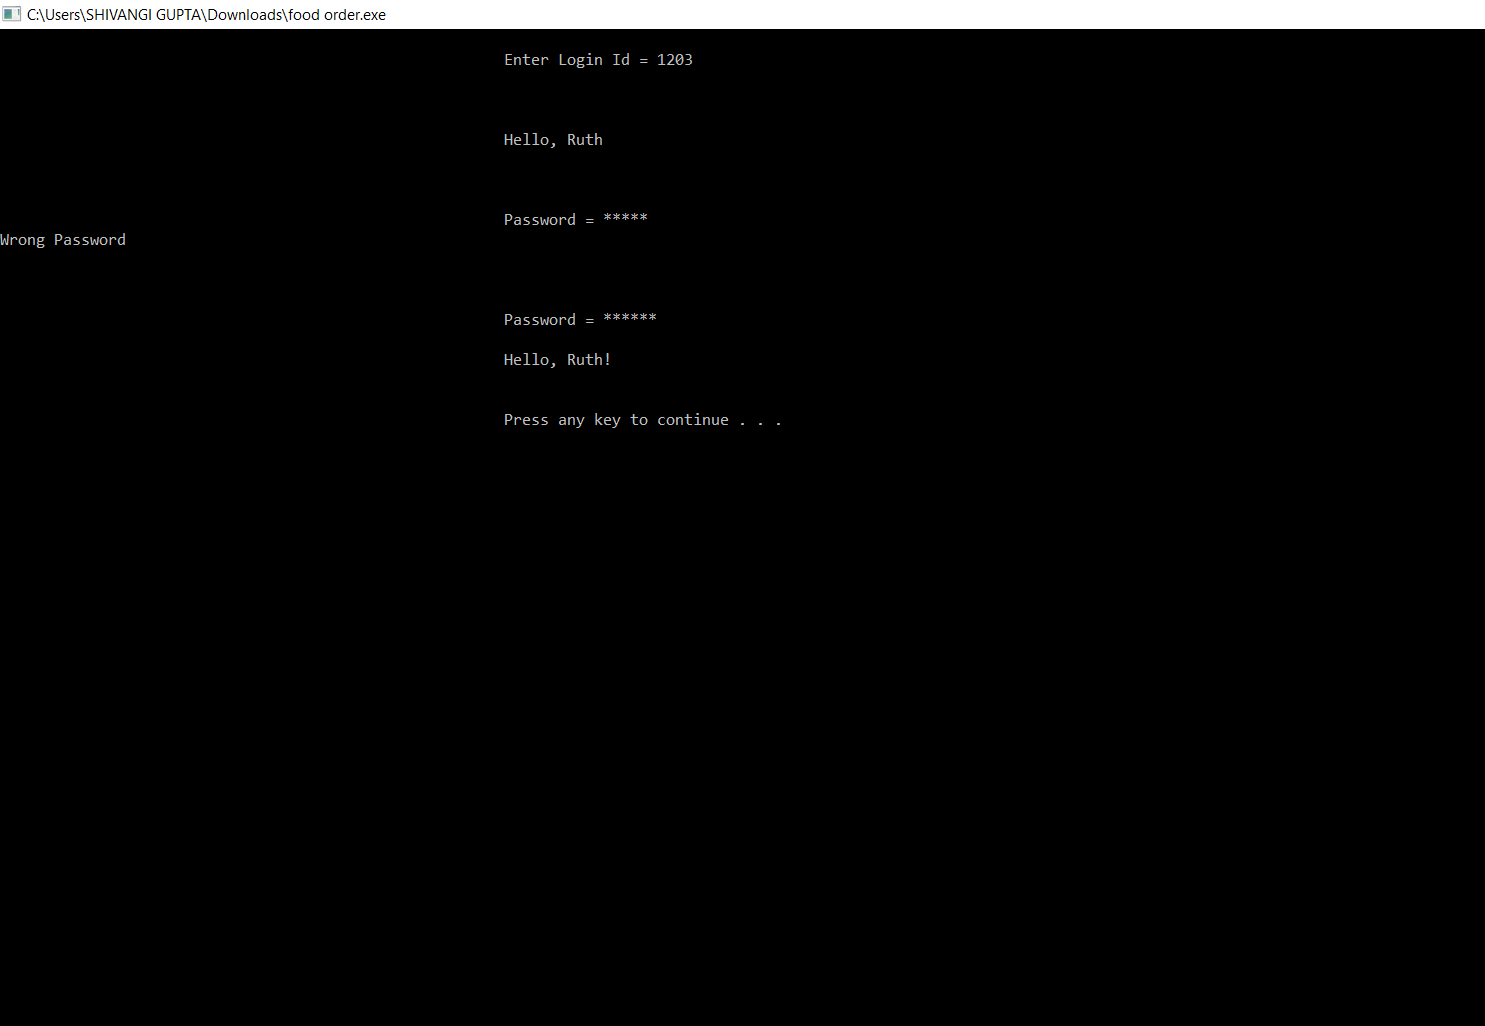 C:\Users\SHIVANGI GUPTA\Downloads\food order.exe
Enter Login Id = 1203
Hello, Ruth
Password = *****
Wrong Password
Password = ******
Hello, Ruth!
Press any key to continue . . .